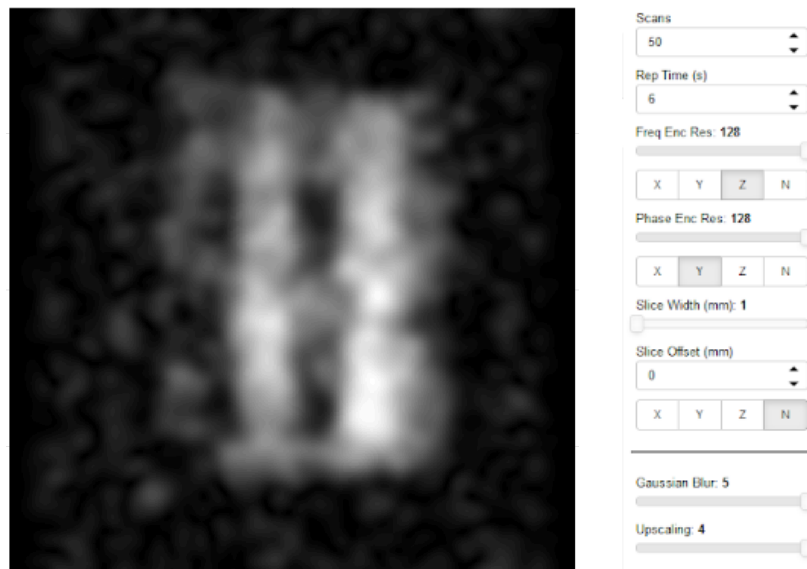 Scans
50
Rep Time (s)
6
Freq Enc Res: 128
X Y Z N
Phase Enc Res: 128
X Y Z N
Slice Width (mm): 1
Slice Offset (mm)
0
X Y Z N
Gaussian Blur: 5
Upscaling: 4